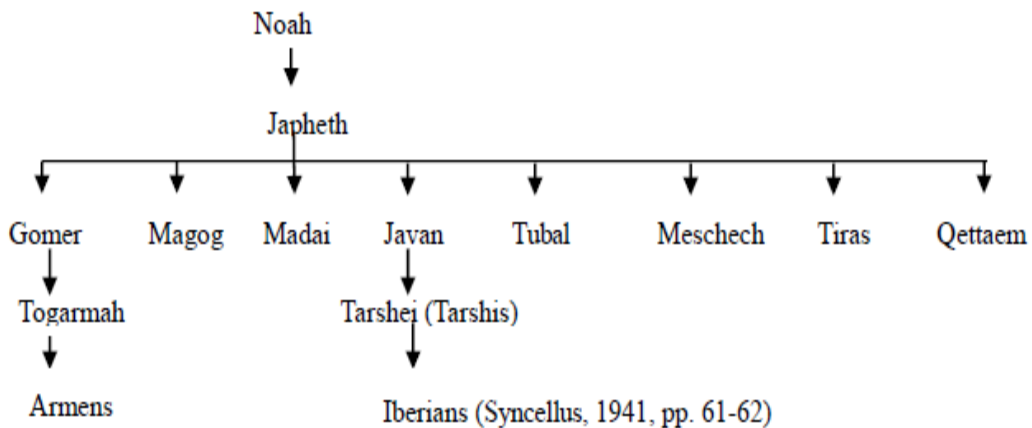 Noah
Japheth
Gomer Magog Madai Javan Tubal Meschech Tiras Qettaem
Togarmah Tarshei (Tarshis)
Armens Iberians (Syncellus, 1941, pp. 61-62)